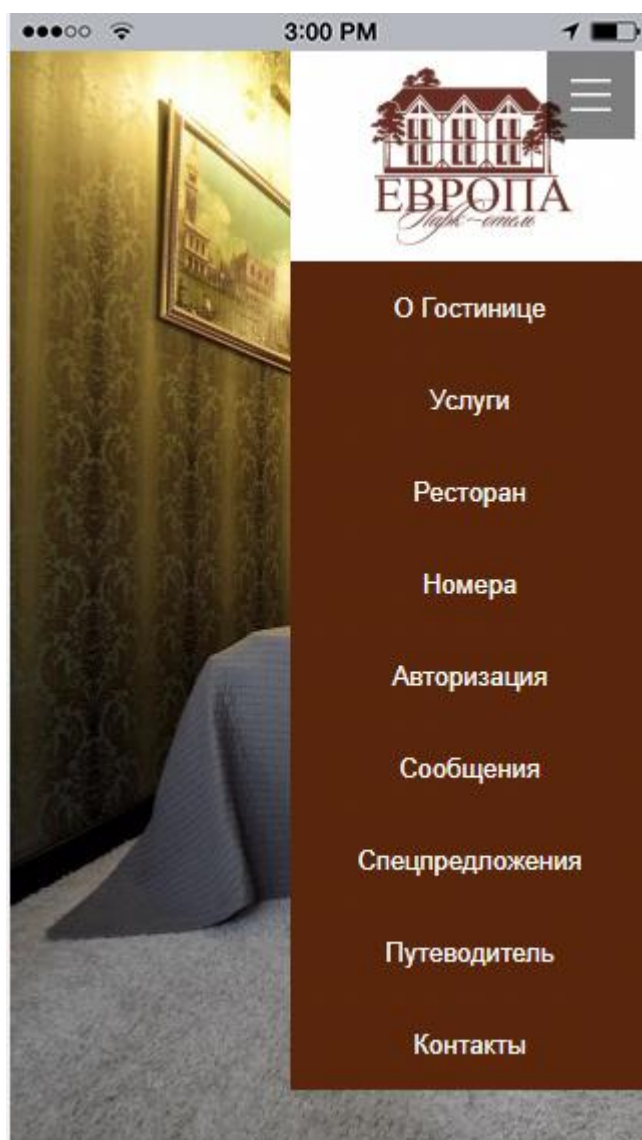 3:00 PM
ЕВРОПА
Парк-отель
О Гостинице
Услуги
Ресторан
Номера
Авторизация
Сообщения
Спецпредложения
Путеводитель
Контакты